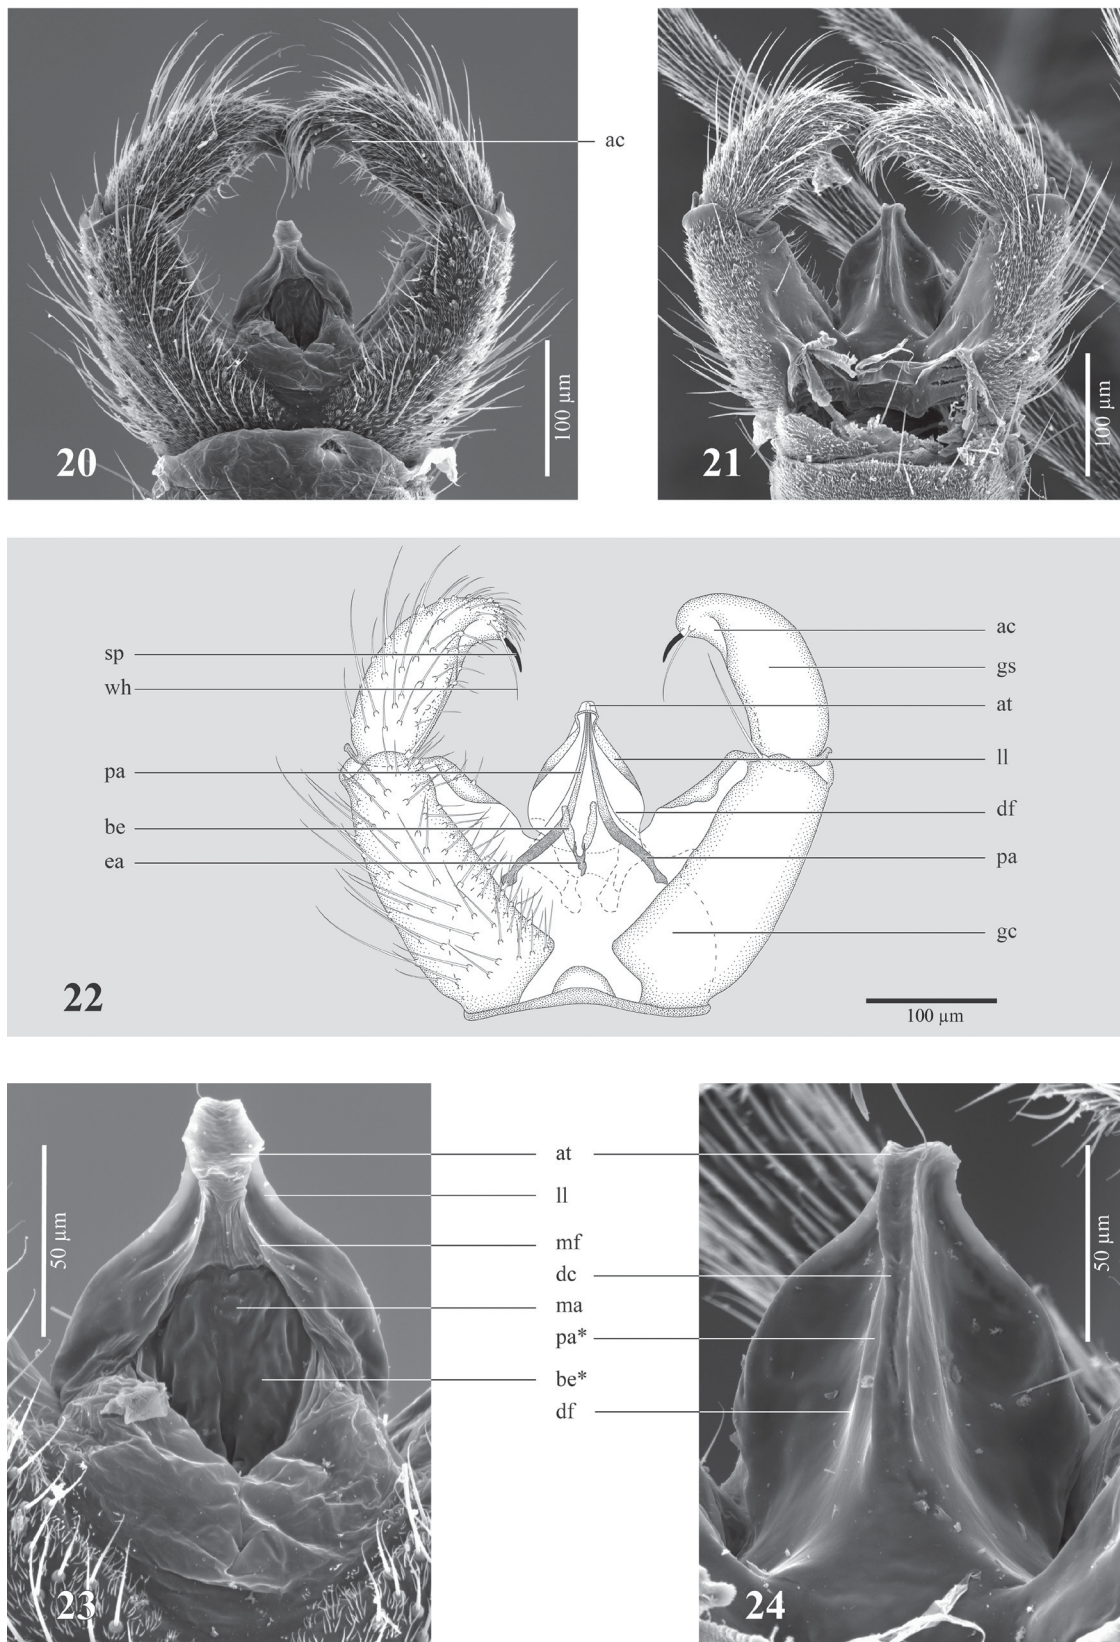 ac
100 µm
20
100 µm
21
sp
wh
pa
be
ea
ac
gs
at
ll
df
pa
gc
22
100 µm
50 µm
at
ll
mf
dc
ma
pa*
be*
df
50 µm
23
24